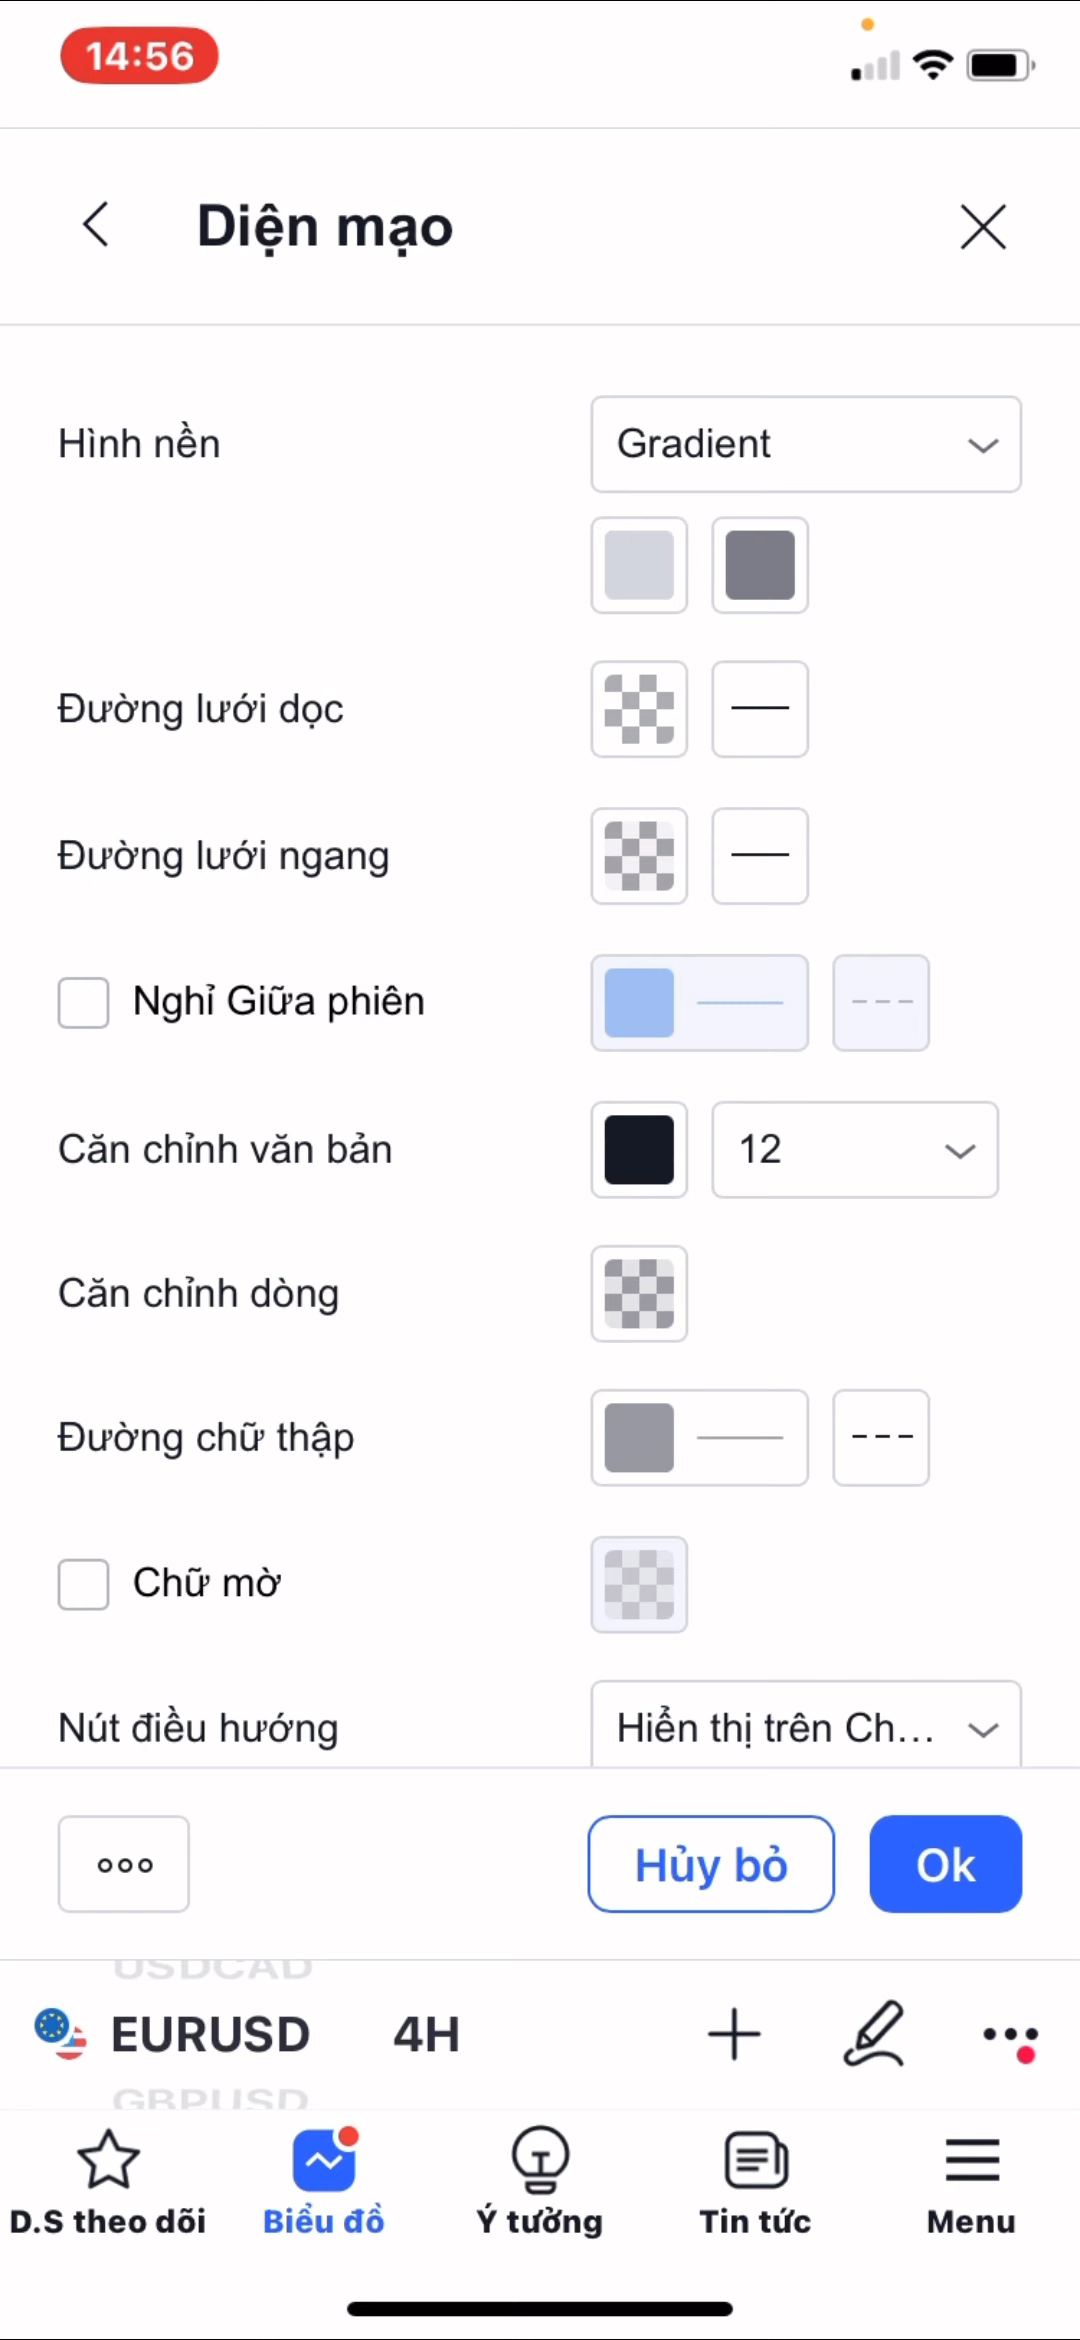 14:56
Diện mạo
Hình nền
Gradient
Đường lưới dọc
Đường lưới ngang
Nghỉ Giữa phiên
Căn chỉnh văn bản
12
Căn chỉnh dòng
Đường chữ thập
Chữ mờ
Nút điều hướng
Hiển thị trên Ch...
Hủy bỏ
Ok
USDCAD
EURUSD
4H
GBPUSD
D.S theo dõi
Biểu đồ
Ý tưởng
Tin tức
Menu